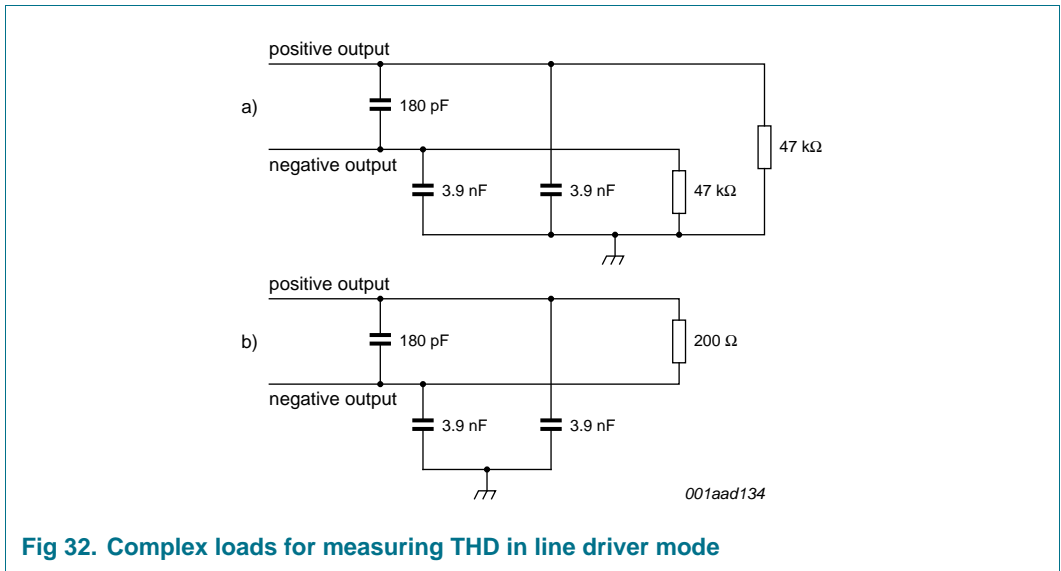 positive output
a)
180 pF
47 kΩ
negative output
3.9 nF
3.9 nF
47 kΩ
positive output
b)
180 pF
200 Ω
negative output
3.9 nF
3.9 nF
001aad134
Fig 32. Complex loads for measuring THD in line driver mode